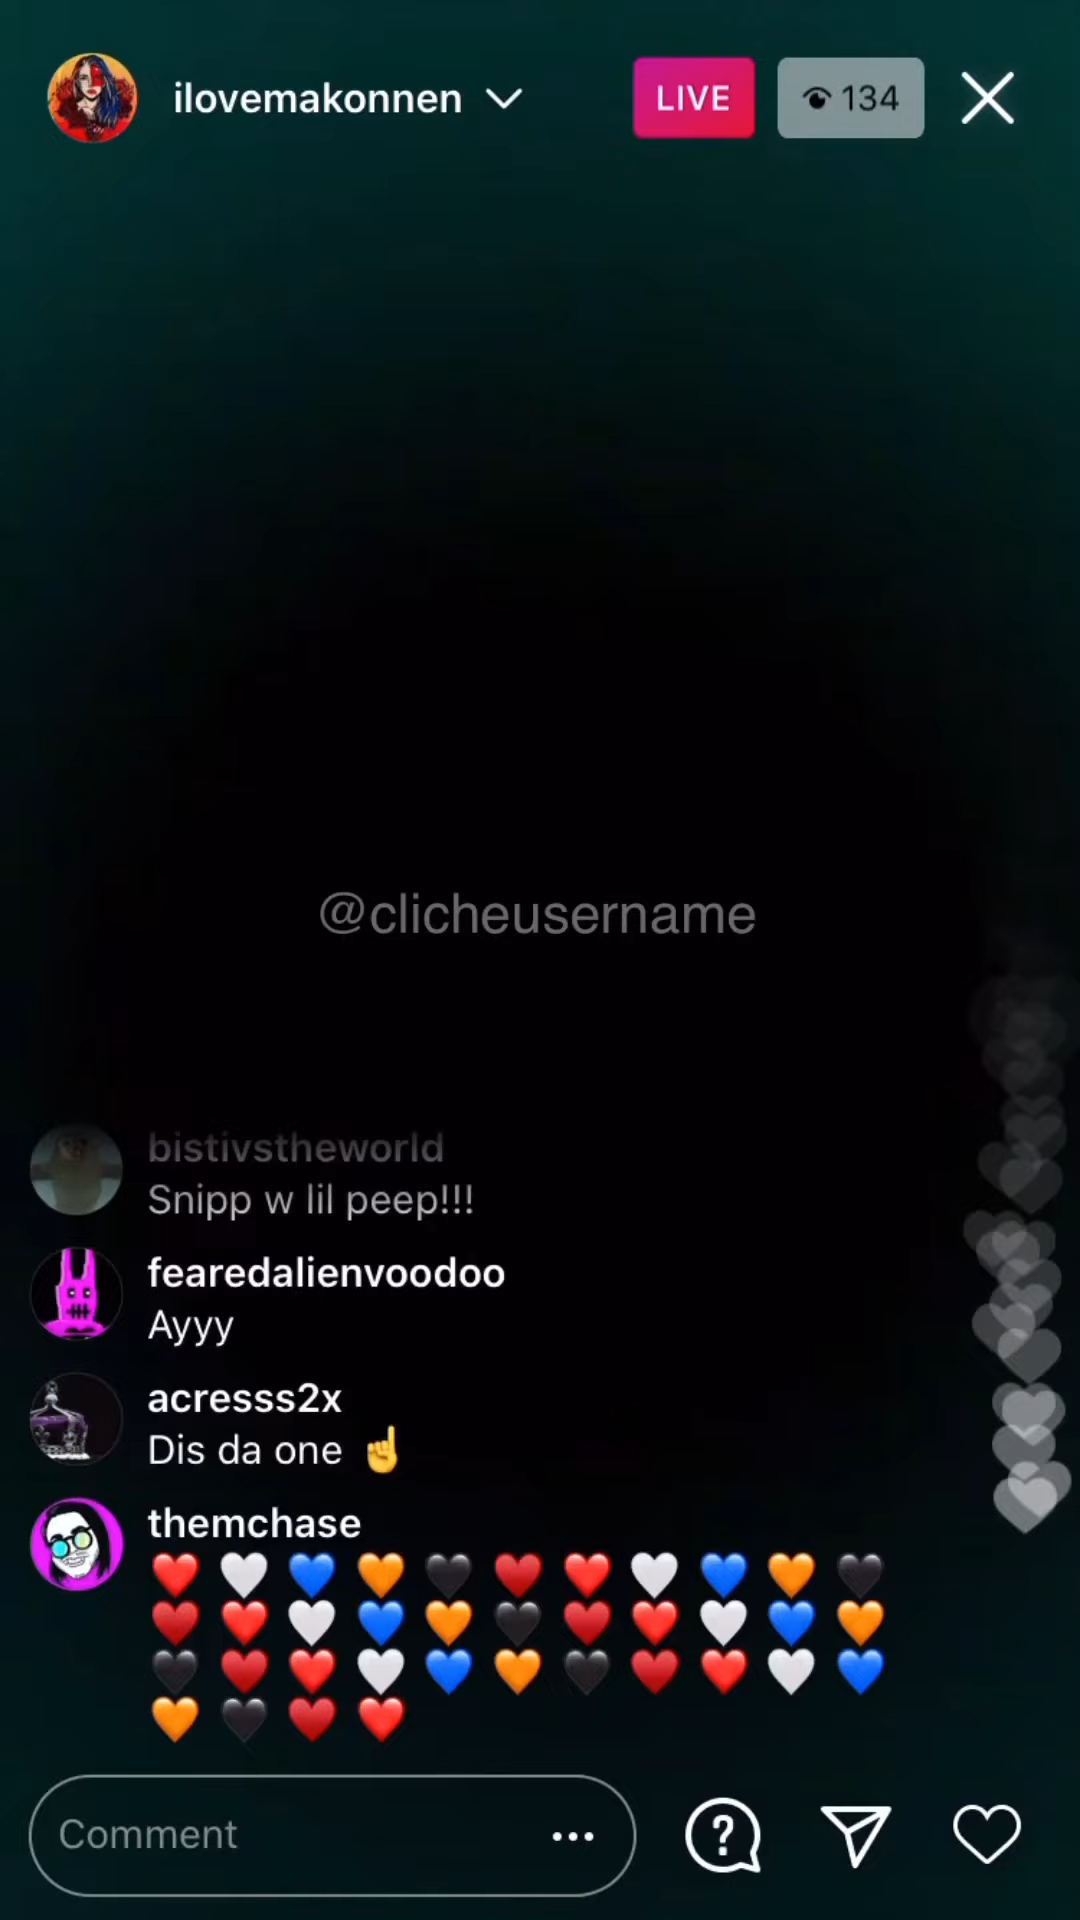 ilovemakonnen
LIVE
134
@clicheusername
bistivstheworld
Snipp w lil peep!!!
fearedalienvoodoo
Ayyy
acresss2x
Dis da one ☝️
themchase
❤️🤍💙🧡🖤♥️❤️🤍💙🧡🖤
♥️❤️🤍💙🧡🖤♥️❤️🤍💙🧡
🖤♥️❤️🤍💙🧡🖤♥️❤️🤍💙
🧡🖤♥️❤️
Comment